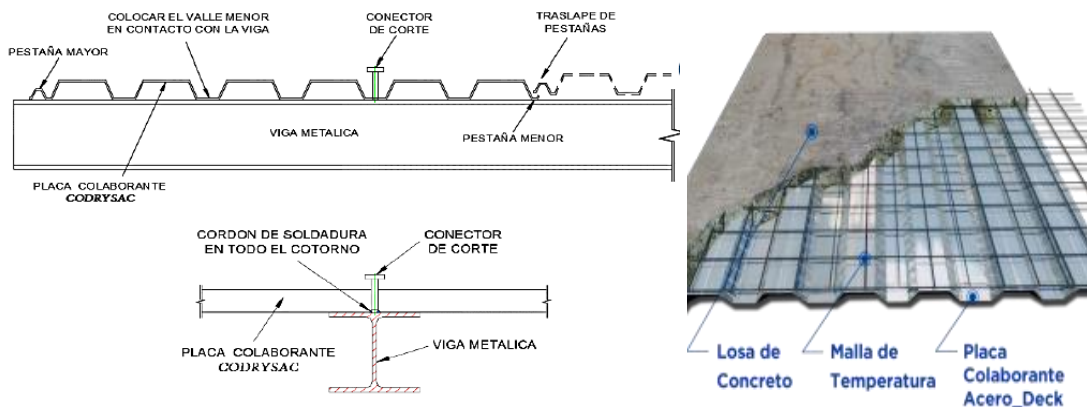 COLOCAR EL VALLE MENOR
EN CONTACTO CON LA VIGA
PESTAÑA MAYOR
CONECTOR
DE CORTE
TRASLAPE DE
PESTAÑAS
VIGA METALICA
PESTAÑA MENOR
PLACA COLABORANTE
CODRYSAC
CORDON DE SOLDADURA
EN TODO EL COTORNO
CONECTOR
DE CORTE
PLACA COLABORANTE
CODRYSAC
VIGA METALICA
Losa de
Concreto
Malla de
Temperatura
Placa
Colaborante
Acero_Deck